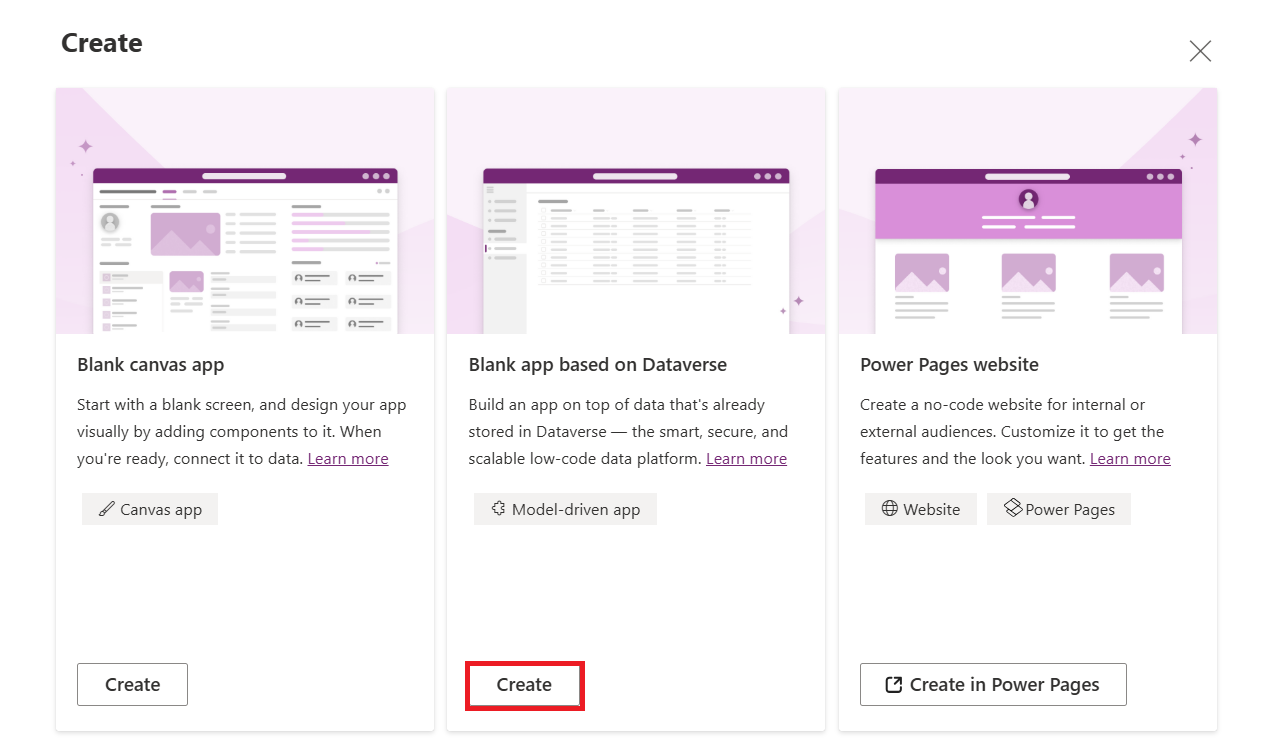 Create
Blank canvas app
Start with a blank screen, and design your app
visually by adding components to it. When
you're ready, connect it to data. Learn more
Canvas app
Create
Blank app based on Dataverse
Build an app on top of data that's already
stored in Dataverse — the smart, secure, and
scalable low-code data platform. Learn more
Model-driven app
Create
Power Pages website
Create a no-code website for internal or
external audiences. Customize it to get the
features and the look you want. Learn more
Website
Power Pages
Create in Power Pages